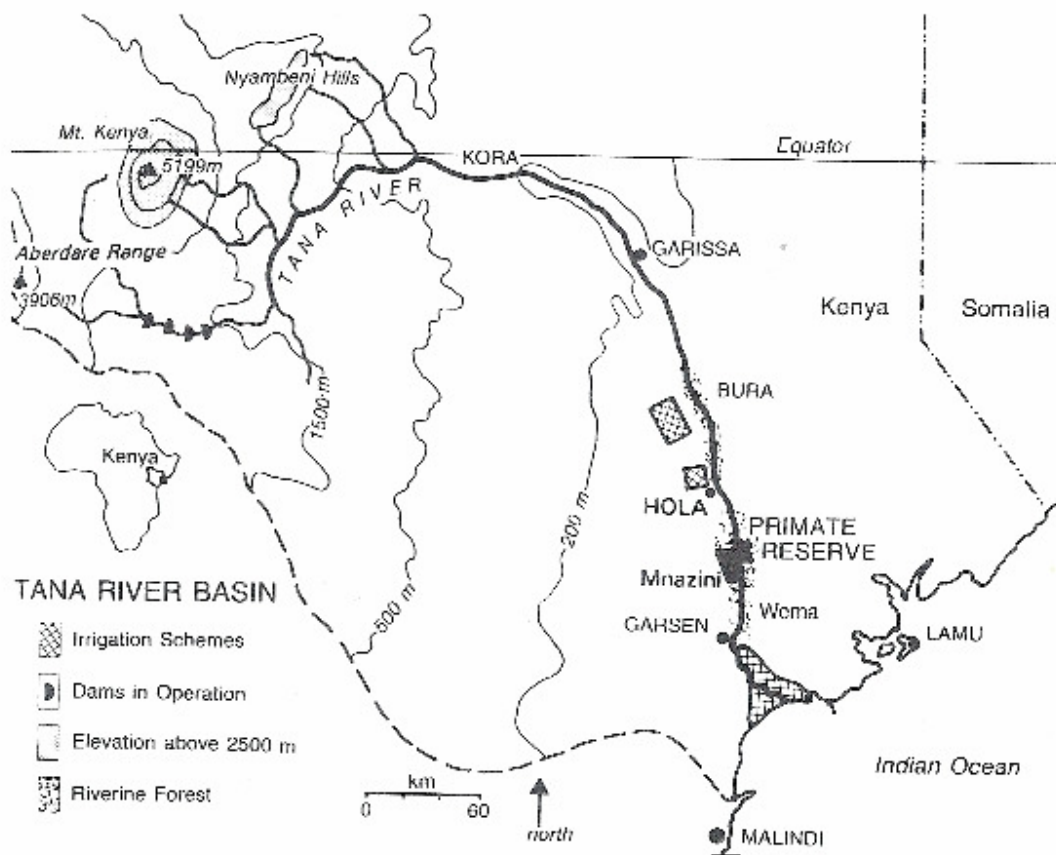 Nyambeni Hills
Mt. Kenya
5199m
KORA
Equator
TANA RIVER
Aberdare Range
3906m
GARISSA
Kenya
Somalia
BURA
1500 m
Kenya
200 m
HOLA
PRIMATE
RESERVE
Mnazini
500 m
Wema
GARSEN
LAMU
TANA RIVER BASIN
Irrigation Schemes
Dams in Operation
Elevation above 2500 m
Riverine Forest
km
0 60
north
Indian Ocean
MALINDI